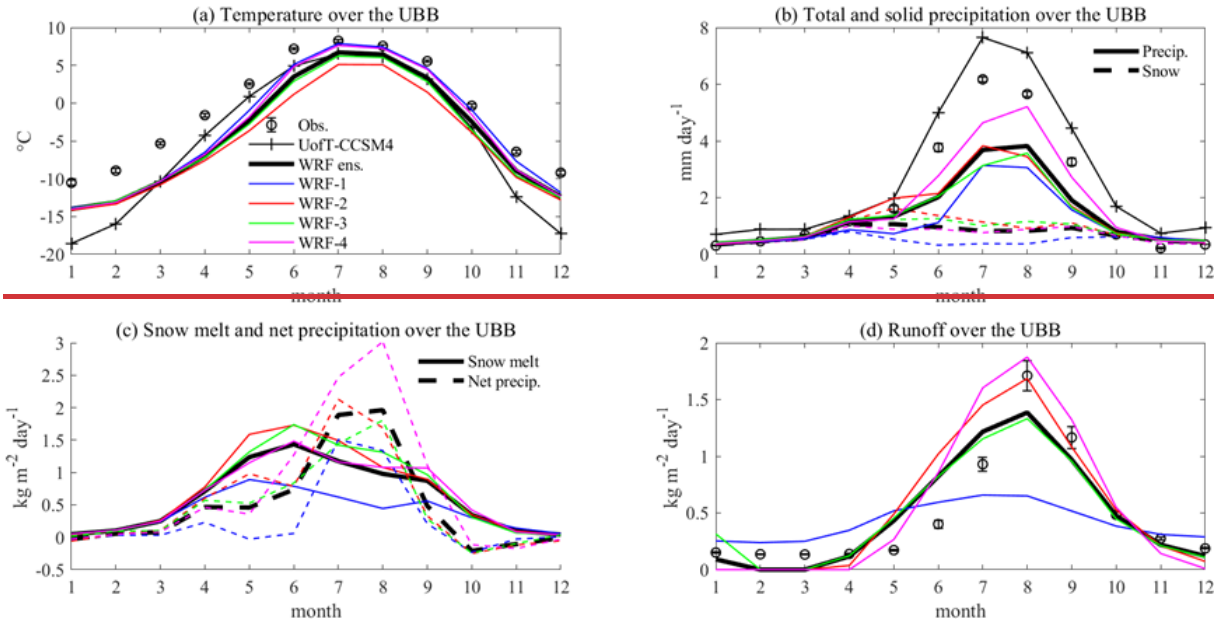 (a) Temperature over the UBB
10
5
0
-5
-10
-15
-20
°C
Obs.
UofT-CCSM4
WRF ens.
WRF-1
WRF-2
WRF-3
WRF-4
1 2 3 4 5 6 7 8 9 10 11 12
month
(b) Total and solid precipitation over the UBB
8
6
4
2
0
mm day-1
Precip.
Snow
1 2 3 4 5 6 7 8 9 10 11 12
month
(c) Snow melt and net precipitation over the UBB
3
2.5
2
1.5
1
0.5
0
-0.5
kg m-2 day-1
Snow melt
Net precip.
1 2 3 4 5 6 7 8 9 10 11 12
month
(d) Runoff over the UBB
2
1.5
1
0.5
0
kg m-2 day-1
1 2 3 4 5 6 7 8 9 10 11 12
month